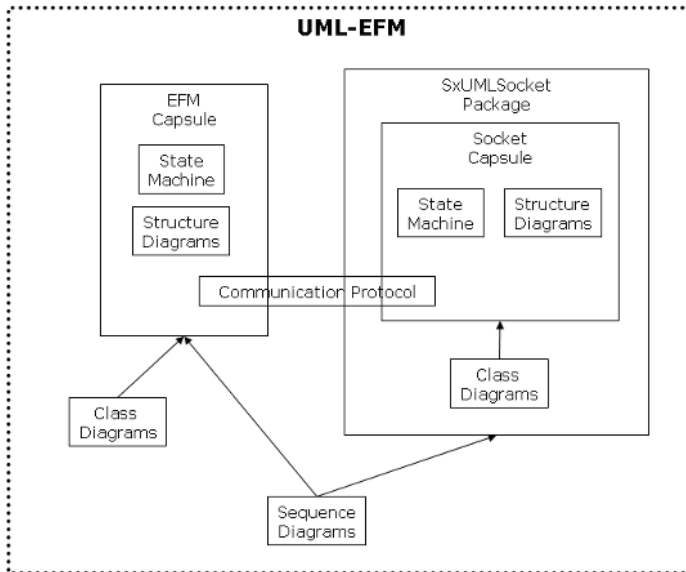 UML-EFM
EFM
Capsule
State
Machine
Structure
Diagrams
SxUMLSocket
Package
Socket
Capsule
State
Machine
Structure
Diagrams
Communication Protocol
Class
Diagrams
Class
Diagrams
Sequence
Diagrams